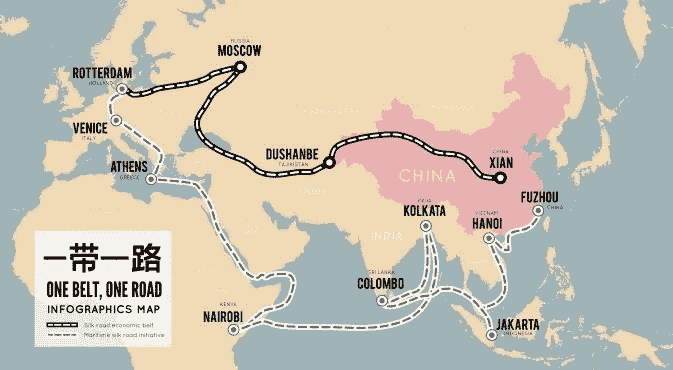 RUSSIA
MOSCOW
ROTTERDAM
HOLLAND
VENICE
ITALY
ATHENS
GREECE
DUSHANBE
TAJIKISTAN
CHINA
XIAN
CHINA
FUZHOU
CHINA
INDIA
KOLKATA
VIETNAM
HANOI
INDIA
SRI LANKA
COLOMBO
KENYA
NAIROBI
JAKARTA
INDONESIA
一带一路
ONE BELT, ONE ROAD
INFOGRAPHICS MAP
Silk road economic belt
Maritime silk road initiative